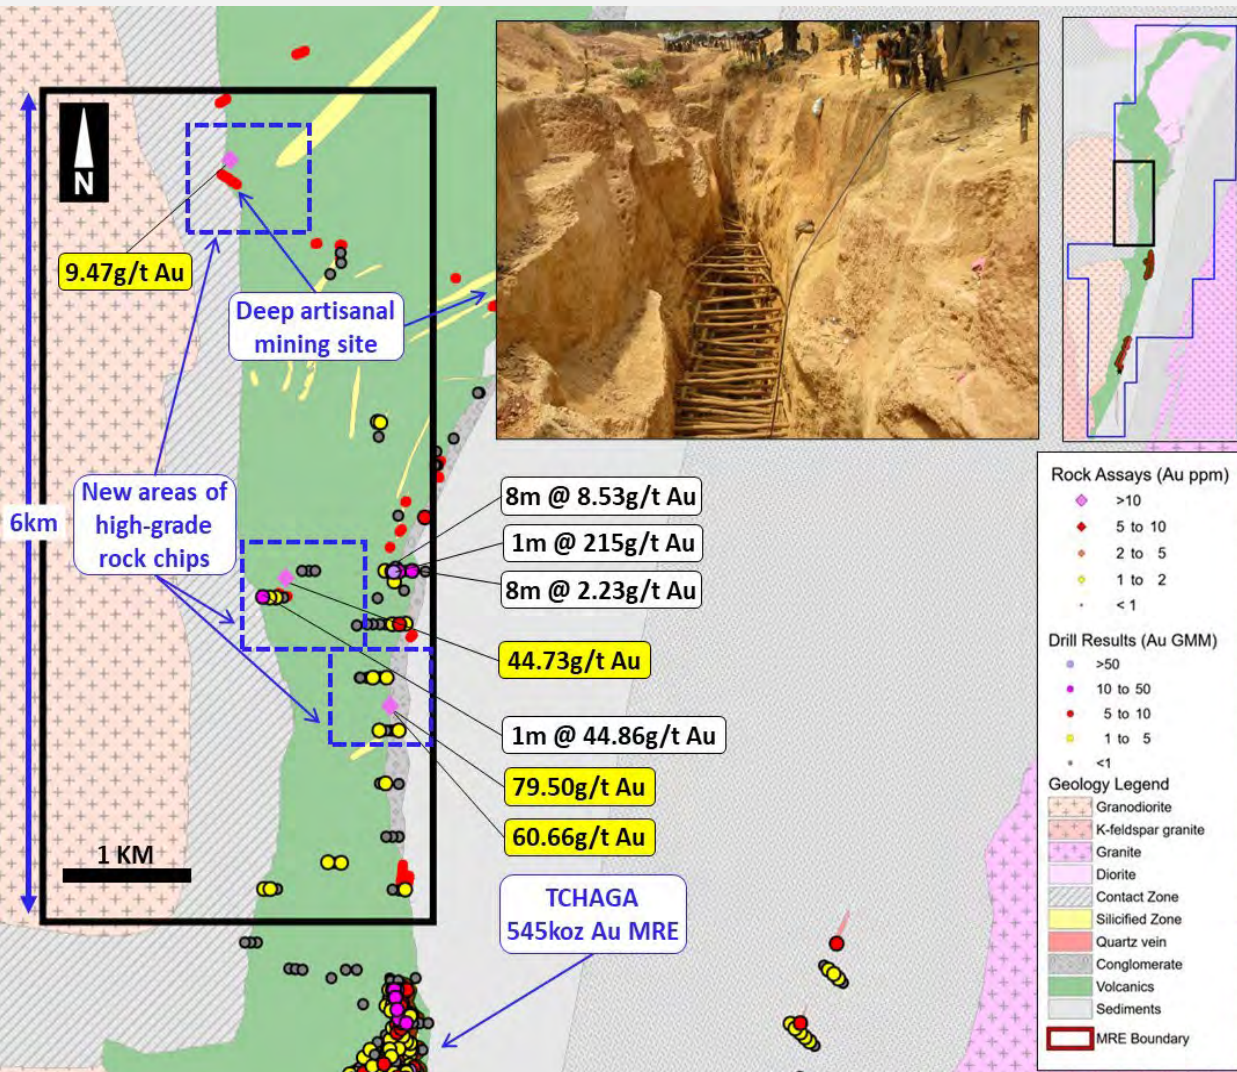 N
9.47g/t Au
Deep artisanal
mining site
New areas of
high-grade
rock chips
6km
8m @ 8.53g/t Au
1m @ 215g/t Au
8m @ 2.23g/t Au
44.73g/t Au
1m @ 44.86g/t Au
79.50g/t Au
60.66g/t Au
1 KM
TCHAGA
545koz Au MRE
Rock Assays (Au ppm)
>10
5 to 10
2 to 5
1 to 2
< 1
Drill Results (Au GMM)
>50
10 to 50
5 to 10
1 to 5
<1
Geology Legend
Granodiorite
K-feldspar granite
Granite
Diorite
Contact Zone
Silicified Zone
Quartz vein
Conglomerate
Volcanics
Sediments
MRE Boundary